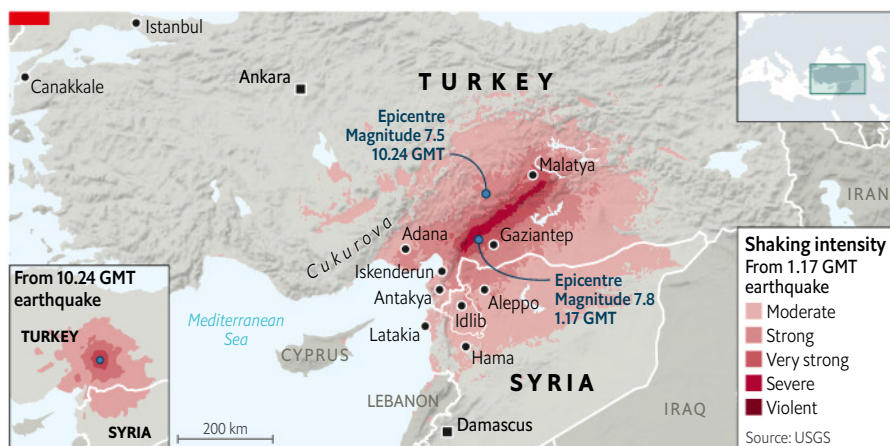 Istanbul
Canakkale
Ankara
TURKEY
Epicentre
Magnitude 7.5
10.24 GMT
Malatya
IRAN
Cukurova
Adana
Gaziantep
Iskenderun
Antakya
Aleppo
Idlib
Epicentre
Magnitude 7.8
1.17 GMT
Latakia
Hama
Mediterranean
Sea
CYPRUS
SYRIA
LEBANON
Damascus
IRAQ
200 km
From 10.24 GMT
earthquake
TURKEY
SYRIA
Shaking intensity
From 1.17 GMT
earthquake
Moderate
Strong
Very strong
Severe
Violent
Source: USGS